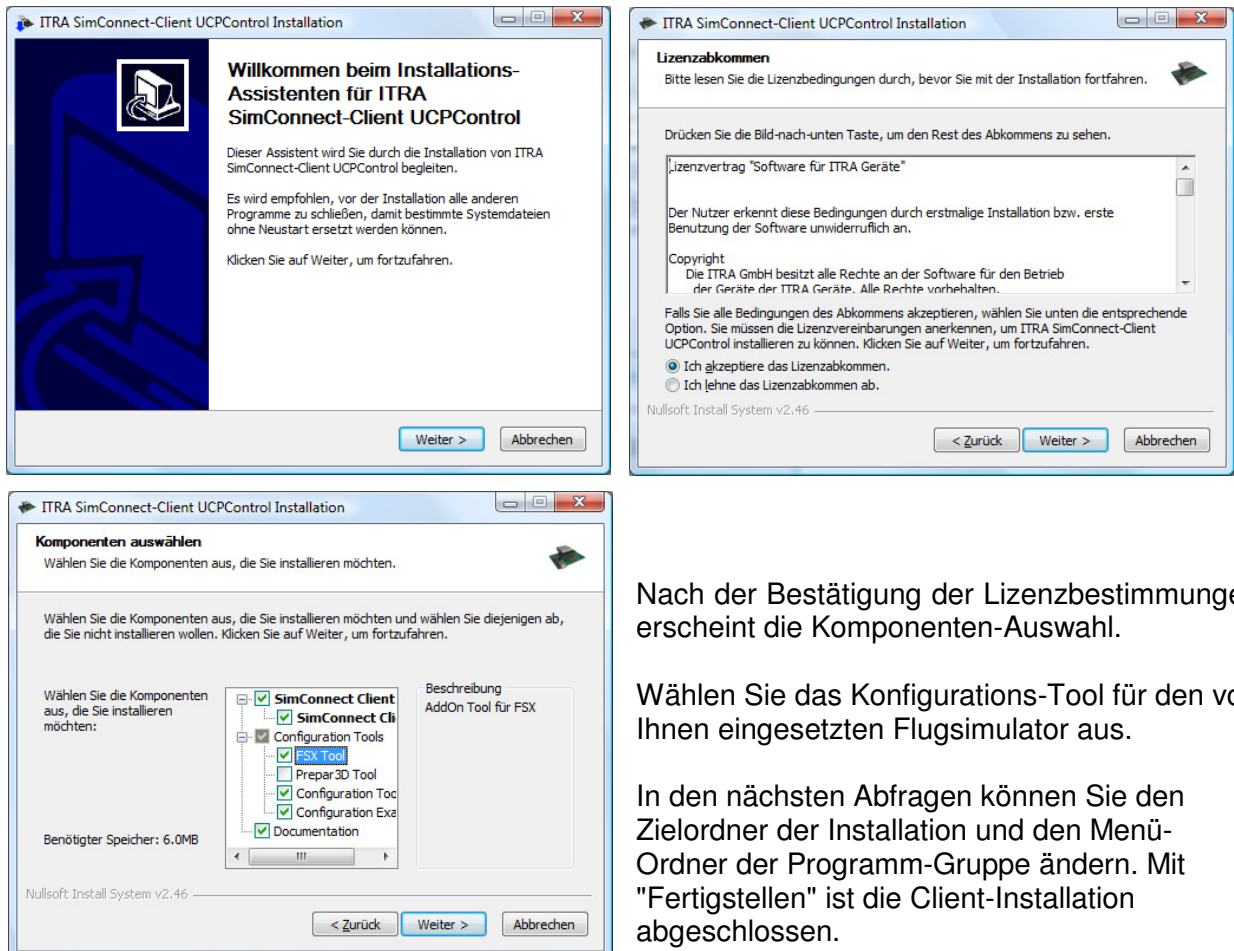 ITRA SimConnect-Client UCPControl Installation
Willkommen beim Installations-
Assistenten für ITRA
SimConnect-Client UCPControl
Dieser Assistent wird Sie durch die Installation von ITRA
SimConnect-Client UCPControl begleiten.
Es wird empfohlen, vor der Installation alle anderen
Programme zu schließen, damit bestimmte Systemdateien
ohne Neustart ersetzt werden können.
Klicken Sie auf Weiter, um fortzufahren.
Weiter >
Abbrechen
ITRA SimConnect-Client UCPControl Installation
Lizenzabkommen
Bitte lesen Sie die Lizenzbedingungen durch, bevor Sie mit der Installation fortfahren.
Drücken Sie die Bild-nach-unten Taste, um den Rest des Abkommens zu sehen.
Lizenzvertrag "Software für ITRA Geräte"
Der Nutzer erkennt diese Bedingungen durch erstmalige Installation bzw. erste
Benutzung der Software unwiderruflich an.
Copyright
Die ITRA GmbH besitzt alle Rechte an der Software für den Betrieb
der Geräte der ITRA Geräte. Alle Rechte vorbehalten.
Falls Sie alle Bedingungen des Abkommens akzeptieren, wählen Sie unten die entsprechende
Option. Sie müssen die Lizenzvereinbarungen anerkennen, um ITRA SimConnect-Client
UCPControl installieren zu können. Klicken Sie auf Weiter, um fortzufahren.
Ich akzeptiere das Lizenzabkommen.
Ich lehne das Lizenzabkommen ab.
Nullsoft Install System v2.46
< Zurück
Weiter >
Abbrechen
ITRA SimConnect-Client UCPControl Installation
Komponenten auswählen
Wählen Sie die Komponenten aus, die Sie installieren möchten.
Wählen Sie die Komponenten aus, die Sie installieren möchten und wählen Sie diejenigen ab,
die Sie nicht installieren wollen. Klicken Sie auf Weiter, um fortzufahren.
Wählen Sie die Komponenten
aus, die Sie installieren
möchten:
SimConnect Client
SimConnect Cli
Configuration Tools
FSX Tool
Prepar3D Tool
Configuration Too
Configuration Exa
Documentation
Beschreibung
AddOn Tool für FSX
Benötigter Speicher: 6.0MB
Nullsoft Install System v2.46
< Zurück
Weiter >
Abbrechen
Nach der Bestätigung der Lizenzbestimmunge
erscheint die Komponenten-Auswahl.
Wählen Sie das Konfigurations-Tool für den vo
Ihnen eingesetzten Flugsimulator aus.
In den nächsten Abfragen können Sie den
Zielordner der Installation und den Menü-
Ordner der Programm-Gruppe ändern. Mit
"Fertigstellen" ist die Client-Installation
abgeschlossen.